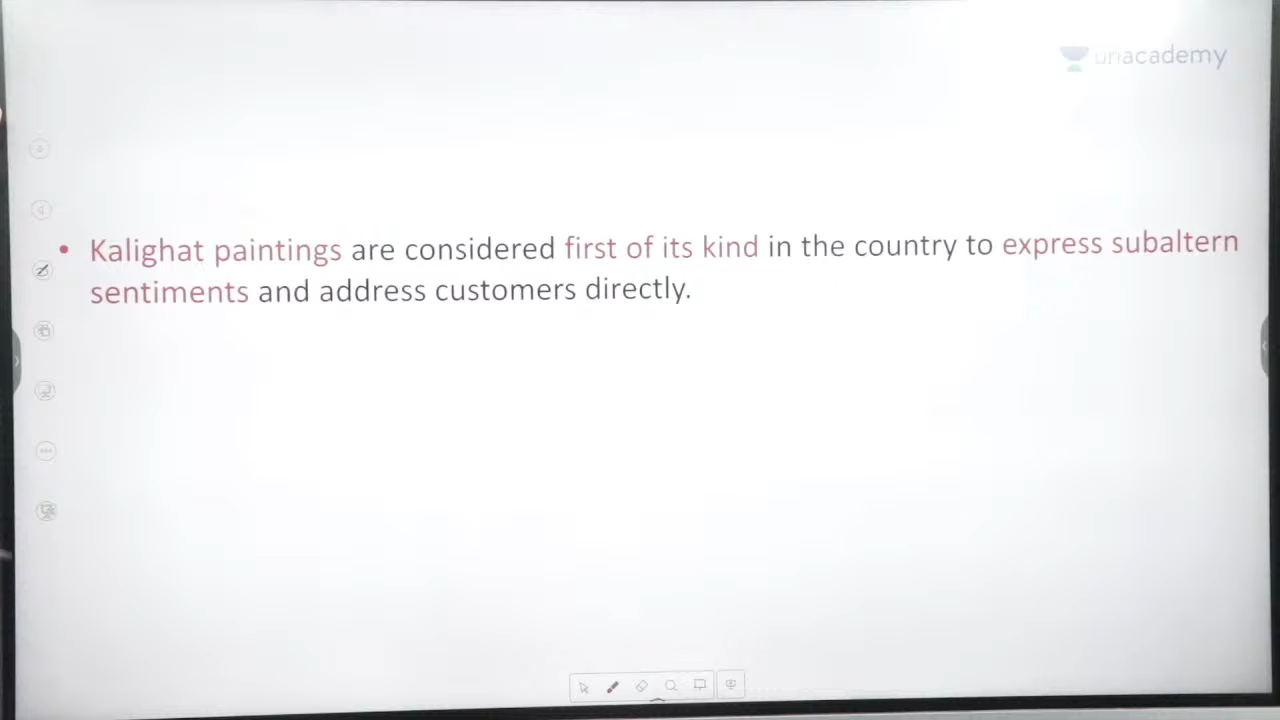 unacademy
• Kalighat paintings are considered first of its kind in the country to express subaltern
sentiments and address customers directly.